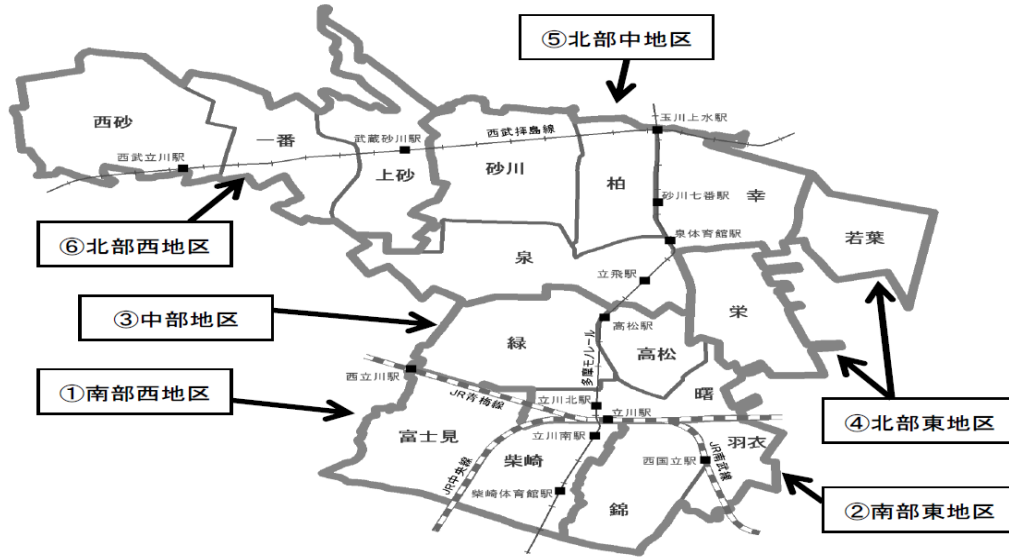 ⑤北部中地区
玉川上水駅
西武拝島線
西砂
一番
武蔵砂川駅
西武立川駅
上砂
砂川
柏
砂川七番駅
幸
⑥北部西地区
泉
泉体育館駅
若葉
立飛駅
③中部地区
栄
緑
高松駅
高松
多摩モノレール
西立川駅
①南部西地区
JR青梅線
立川北駅
曙
立川駅
④北部東地区
富士見
立川南駅
羽衣
柴崎
西国立駅
JR南武線
JR中央線
柴崎体育館駅
錦
②南部東地区